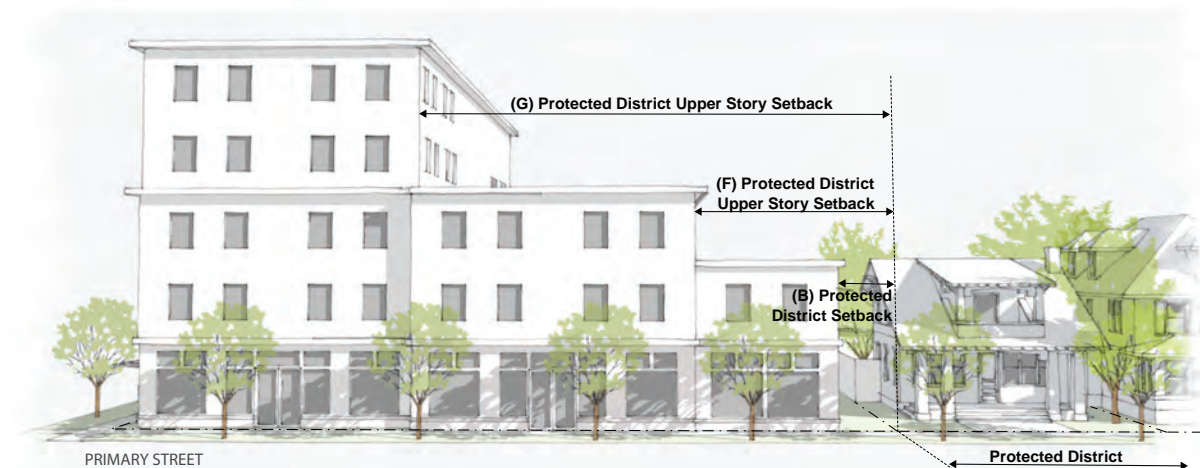 (G) Protected District Upper Story Setback
(F) Protected District
Upper Story Setback
(B) Protected
District Setback
PRIMARY STREET
Protected District